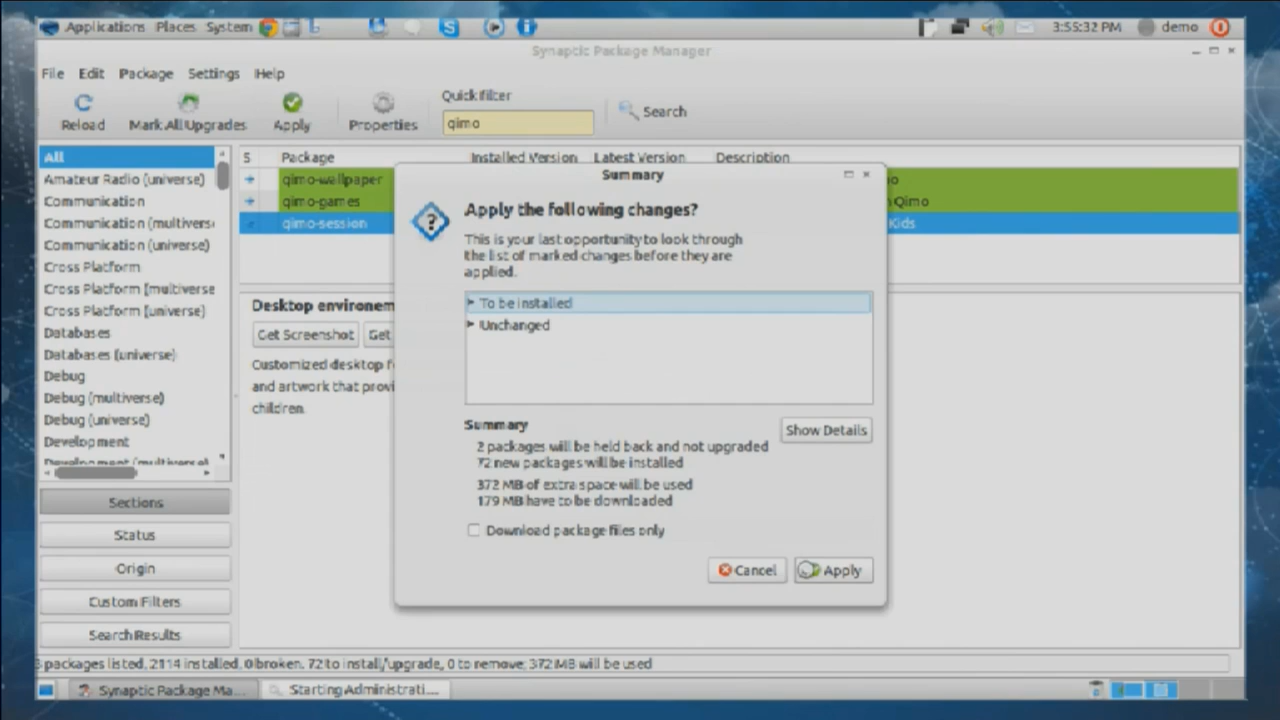 Applications Places System 3:55:32 PM demo
Synaptic Package Manager
File Edit Package Settings Help
Reload Mark All Upgrades Apply Properties Quick filter Search
qimo
All
Amateur Radio (universe)
Communication
Communication (multivers
Communication (universe)
Cross Platform
Cross Platform (multiverse
Cross Platform (universe)
Databases
Databases (universe)
Debug
Debug (multiverse)
Debug (universe)
Development
Development (multiverse)
Sections
Status
Origin
Custom Filters
Search Results
S Package Installed Version Latest Version Description
qimo-wallpaper
qimo-games Qimo
qimo-session Kids
Desktop environem
Get Screenshot Get
Customized desktop f
and artwork that provi
children.
Summary
Apply the following changes?
This is your last opportunity to look through
the list of marked changes before they are
applied.
To be installed
Unchanged
Summary
Show Details
2 packages will be held back and not upgraded
72 new packages will be installed
372 MB of extra space will be used
179 MB have to be downloaded
Download package files only
Cancel Apply
3 packages listed, 2114 installed, 0 broken. 72 to install/upgrade, 0 to remove; 372 MB will be used
Synaptic Package Ma... Starting Administrati...